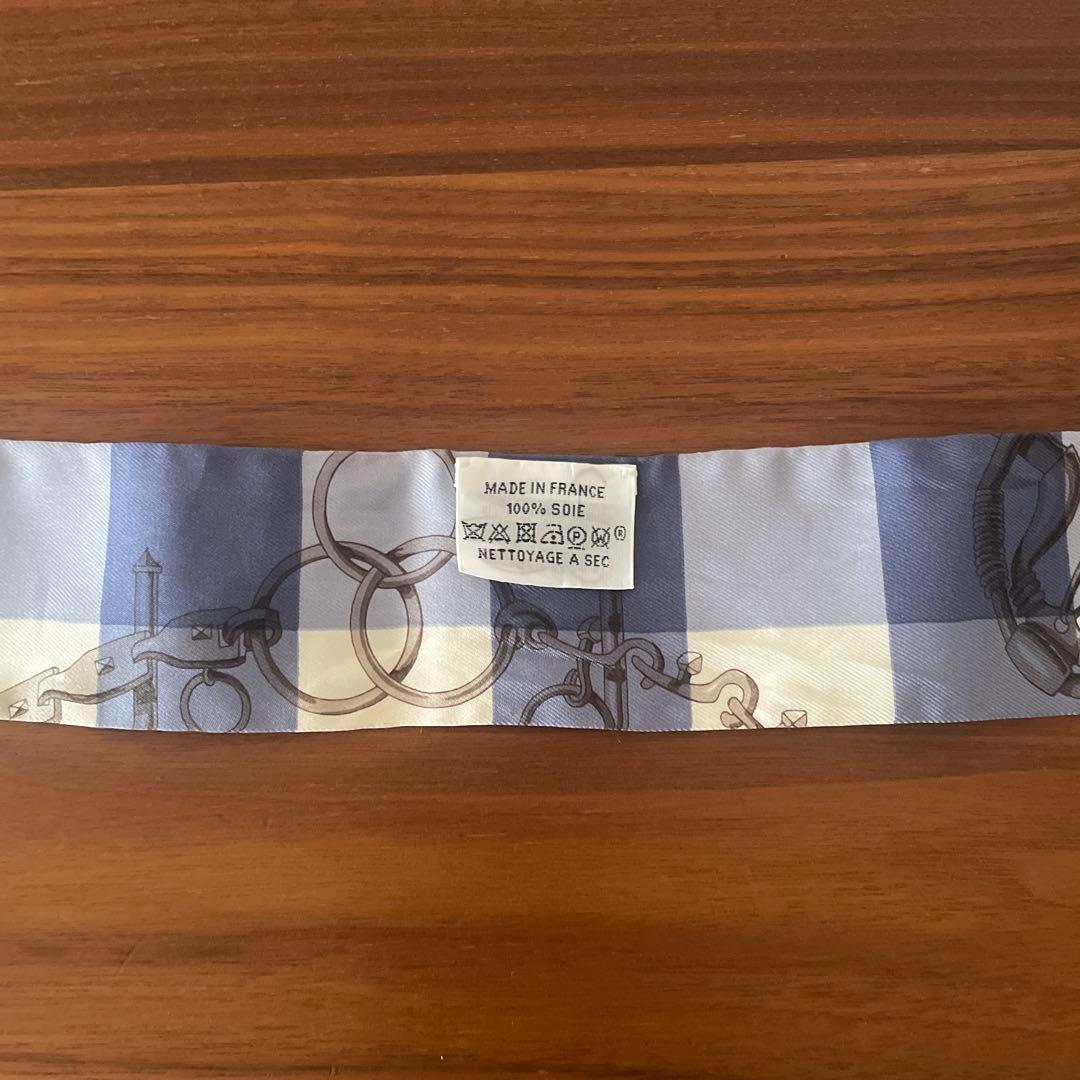 MADE IN FRANCE
100% SOIE
P W ®
NETTOYAGE A SEC